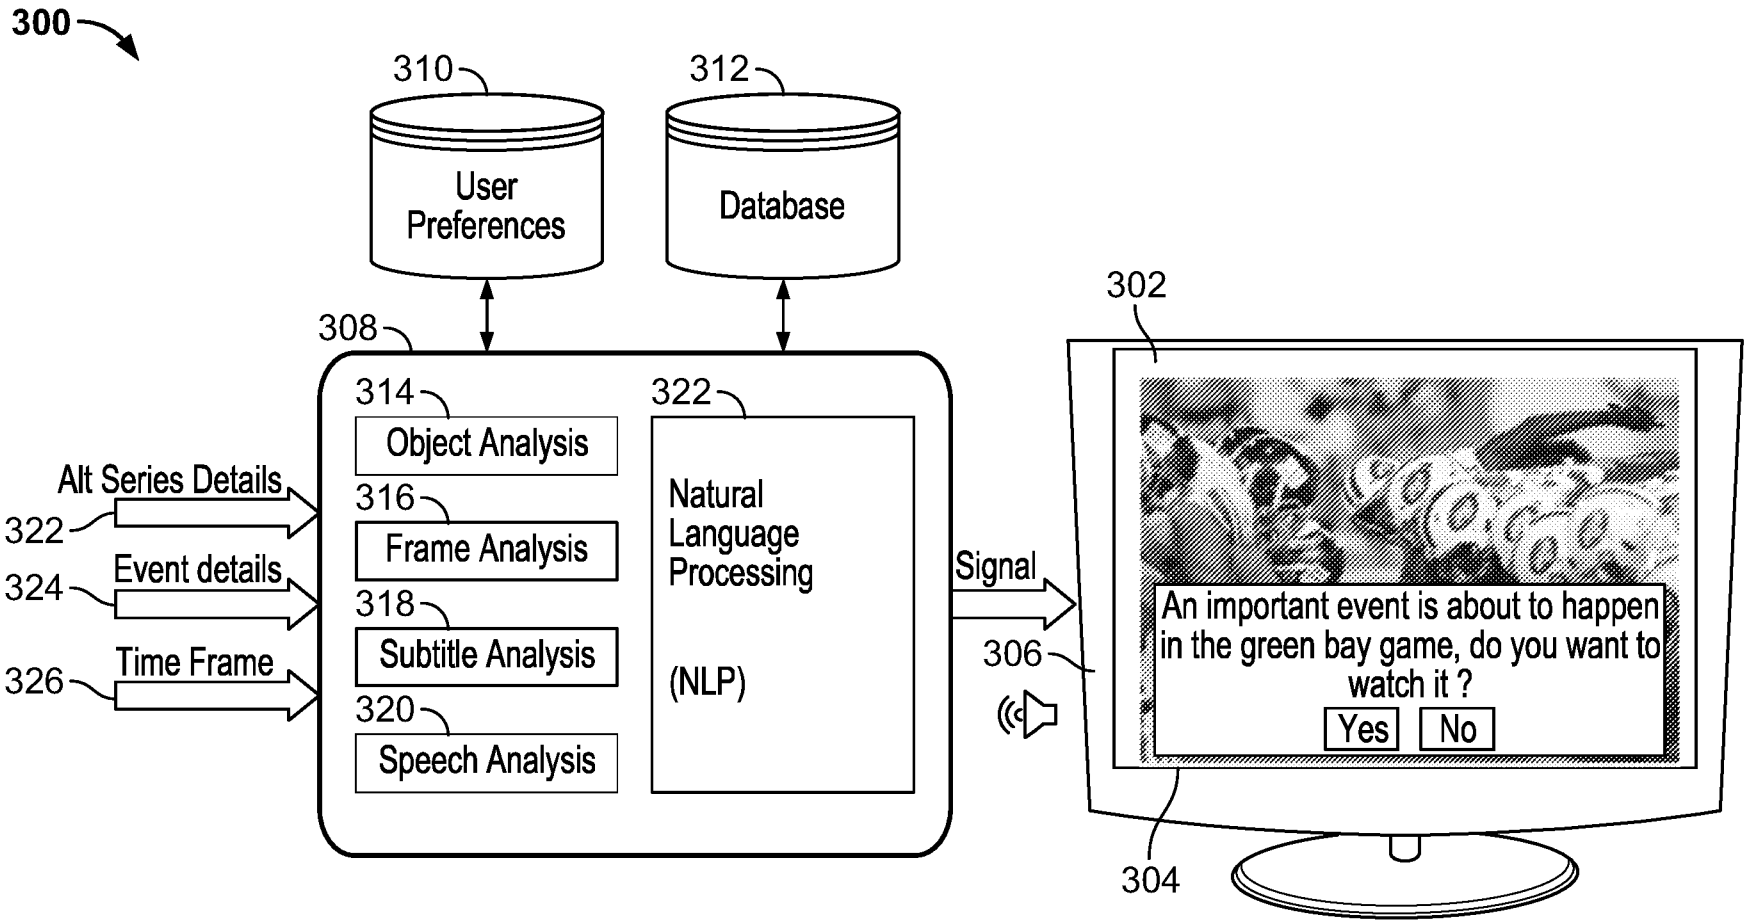 300
310
312
User
Preferences
Database
302
308
314
322
Object Analysis
Alt Series Details
322
316
Frame Analysis
Natural
Language
Processing
Event details
324
Signal
318
Subtitle Analysis
An important event is about to happen
in the green bay game, do you want to
watch it ?
Yes No
306
Time Frame
326
(NLP)
320
Speech Analysis
304